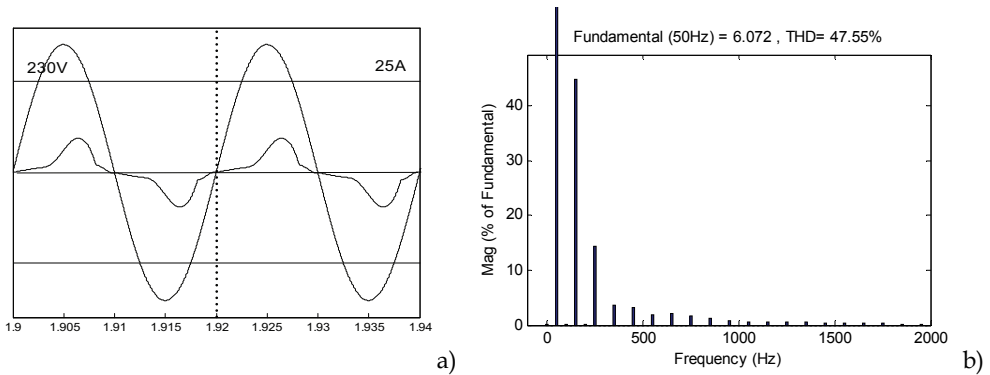 230V
25A
1.9 1.905 1.91 1.915 1.92 1.925 1.93 1.935 1.94
a)
Fundamental (50Hz) = 6.072 , THD= 47.55%
Mag (% of Fundamental)
40
30
20
10
0
0 500 1000 1500 2000
Frequency (Hz)
b)